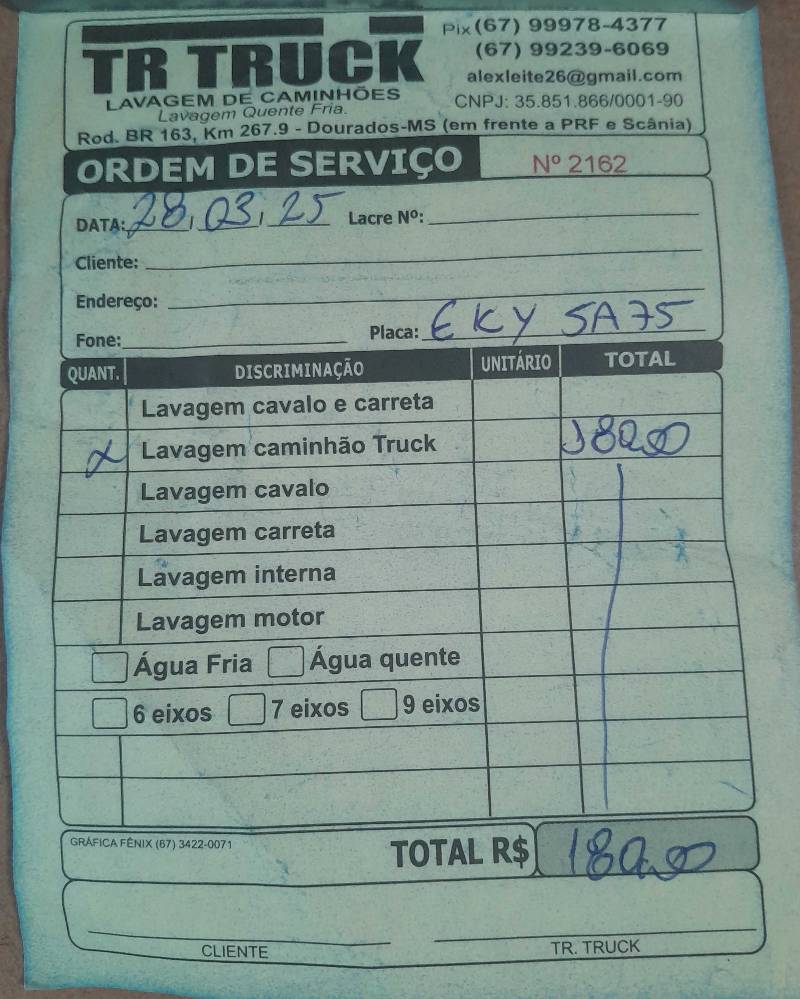 TR TRUCK
LAVAGEM DE CAMINHÕES
Lavagem Quente Fria.
Pix (67) 99978-4377
(67) 99239-6069
alexleite26@gmail.com
CNPJ: 35.851.866/0001-90
Rod. BR 163, Km 267.9 - Dourados-MS (em frente a PRF e Scânia)
ORDEM DE SERVIÇO Nº 2162
DATA: 28, 03, 25 Lacre Nº:
Cliente:
Endereço:
Fone: Placa: EKY 5A75
QUANT. DISCRIMINAÇÃO UNITÁRIO TOTAL
Lavagem cavalo e carreta
x Lavagem caminhão Truck 180,00
Lavagem cavalo
Lavagem carreta
Lavagem interna
Lavagem motor
Água Fria Água quente
6 eixos 7 eixos 9 eixos
GRÁFICA FÊNIX (67) 3422-0071
TOTAL R$ 180,00
CLIENTE TR. TRUCK